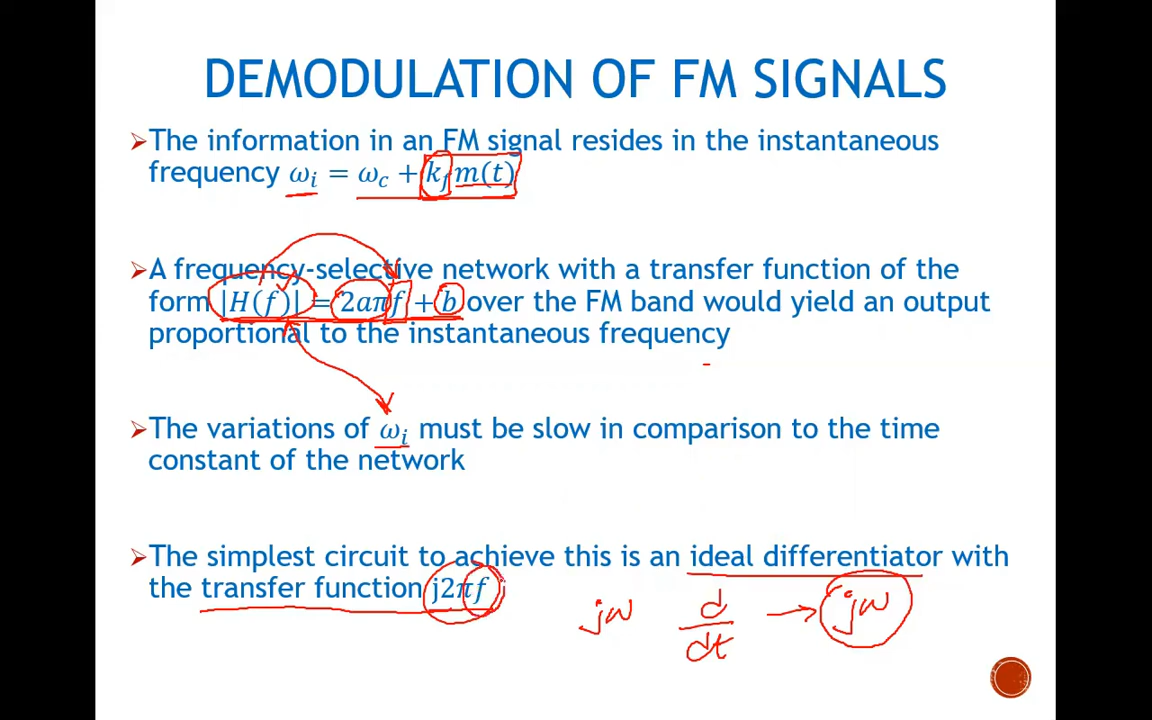 DEMODULATION OF FM SIGNALS
➢The information in an FM signal resides in the instantaneous
frequency ωᵢ = ω_c + k_f m(t)
➢A frequency-selective network with a transfer function of the
form |H(f)| = 2aπf + b over the FM band would yield an output
proportional to the instantaneous frequency
➢The variations of ωᵢ must be slow in comparison to the time
constant of the network
➢The simplest circuit to achieve this is an ideal differentiator with
the transfer function j2πf
jω d/dt → jω